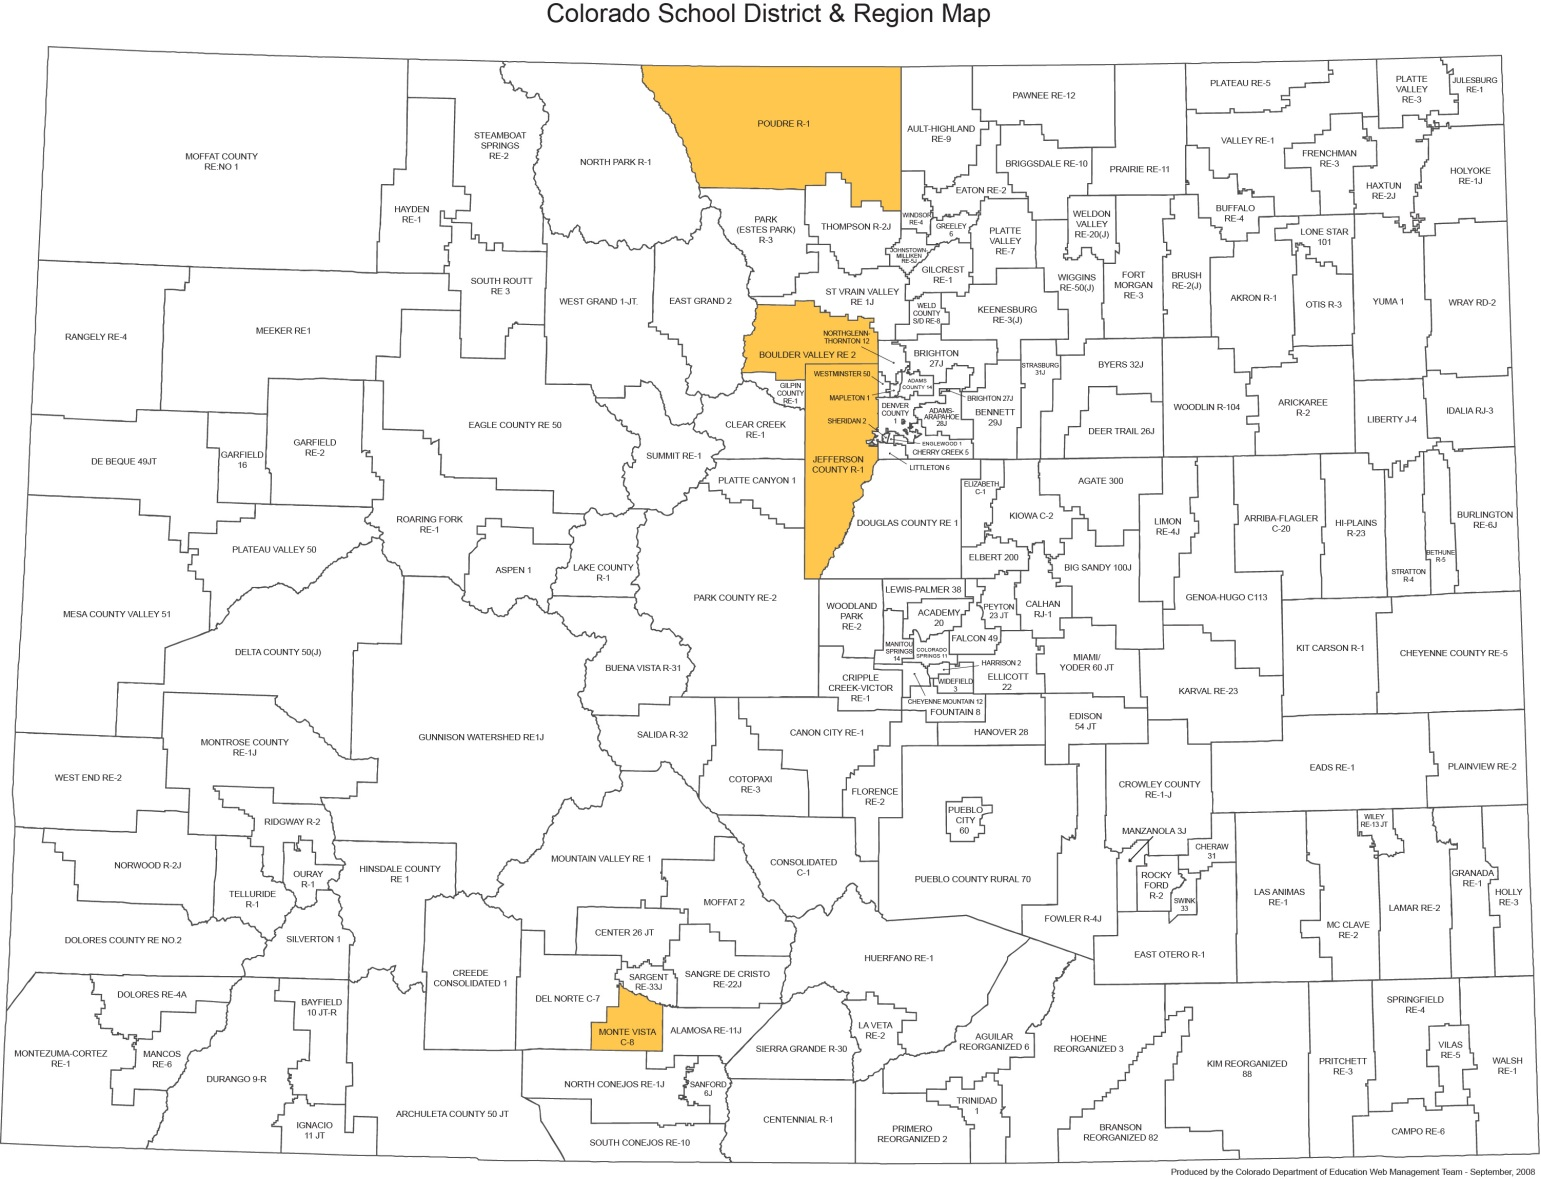 Colorado School District & Region Map
MOFFAT COUNTY
RE:NO 1
HAYDEN
RE-1
STEAMBOAT
SPRINGS
RE-2
NORTH PARK R-1
POUDRE R-1
AULT-HIGHLAND
RE-9
PAWNEE RE-12
BRIGGSDALE RE-10
PRAIRIE RE-11
PLATEAU RE-5
VALLEY RE-1
FRENCHMAN
RE-3
PLATTE
VALLEY
RE-3
JULESBURG
RE-1
HAXTUN
RE-2J
HOLYOKE
RE-1J
BUFFALO
RE-4
LONE STAR
101
EATON RE-2
WINDSOR
RE-4
GREELEY
6
PLATTE
VALLEY
RE-7
WELDON
VALLEY
RE-20(J)
PARK
(ESTES PARK)
R-3
THOMPSON R-2J
JOHNSTOWN-
MILLIKEN
RE-5J
GILCREST
RE-1
WIGGINS
RE-50(J)
FORT
MORGAN
RE-3
BRUSH
RE-2(J)
AKRON R-1
OTIS R-3
YUMA 1
WRAY RD-2
SOUTH ROUTT
RE 3
WEST GRAND 1-JT.
EAST GRAND 2
ST VRAIN VALLEY
RE 1J
WELD
COUNTY
S/D RE-8
KEENESBURG
RE-3(J)
RANGELY RE-4
MEEKER RE1
NORTHGLENN-
THORNTON 12
BOULDER VALLEY RE 2
BRIGHTON
27J
WESTMINSTER 50
ADAMS
COUNTY 14
STRASBURG
31J
BYERS 32J
GILPIN
COUNTY
RE-1
MAPLETON 1
BRIGHTON 27J
DENVER
COUNTY
1
ADAMS-
ARAPAHOE
28J
BENNETT
29J
WOODLIN R-104
ARICKAREE
R-2
LIBERTY J-4
IDALIA RJ-3
DEER TRAIL 26J
SHERIDAN 2
ENGLEWOOD 1
CHERRY CREEK 5
LITTLETON 6
CLEAR CREEK
RE-1
JEFFERSON
COUNTY R-1
EAGLE COUNTY RE 50
SUMMIT RE-1
PLATTE CANYON 1
DE BEQUE 49JT
GARFIELD
16
GARFIELD
RE-2
ROARING FORK
RE-1
PLATEAU VALLEY 50
ASPEN 1
LAKE COUNTY
R-1
PARK COUNTY RE-2
DOUGLAS COUNTY RE 1
ELIZABETH
C-1
KIOWA C-2
AGATE 300
LIMON
RE-4J
ARRIBA-FLAGLER
C-20
HI-PLAINS
R-23
STRATTON
R-4
BETHUNE
R-5
BURLINGTON
RE-6J
ELBERT 200
BIG SANDY 100J
GENOA-HUGO C113
MESA COUNTY VALLEY 51
DELTA COUNTY 50(J)
LEWIS-PALMER 38
WOODLAND
PARK
RE-2
ACADEMY
20
PEYTON
23 JT
CALHAN
RJ-1
FALCON 49
MANITOU
SPRINGS
14
COLORADO
SPRINGS 11
HARRISON 2
WIDEFIELD
3
ELLICOTT
22
MIAMI/
YODER 60 JT
KIT CARSON R-1
CHEYENNE COUNTY RE-5
BUENA VISTA R-31
CRIPPLE
CREEK-VICTOR
RE-1
CHEYENNE MOUNTAIN 12
FOUNTAIN 8
KARVAL RE-23
HANOVER 28
EDISON
54 JT
MONTROSE COUNTY
RE-1J
GUNNISON WATERSHED RE1J
SALIDA R-32
CANON CITY RE-1
COTOPAXI
RE-3
FLORENCE
RE-2
WEST END RE-2
PUEBLO
CITY
60
CROWLEY COUNTY
RE-1-J
EADS RE-1
PLAINVIEW RE-2
RIDGWAY R-2
MANZANOLA 3J
WILEY
RE-13 JT
CHERAW
31
NORWOOD R-2J
OURAY
R-1
HINSDALE COUNTY
RE 1
MOUNTAIN VALLEY RE 1
CONSOLIDATED
C-1
PUEBLO COUNTY RURAL 70
ROCKY
FORD
R-2
SWINK
33
LAS ANIMAS
RE-1
LAMAR RE-2
GRANADA
RE-1
HOLLY
RE-3
TELLURIDE
R-1
MOFFAT 2
FOWLER R-4J
MC CLAVE
RE-2
DOLORES COUNTY RE NO.2
SILVERTON 1
CENTER 26 JT
HUERFANO RE-1
EAST OTERO R-1
CREEDE
CONSOLIDATED 1
SARGENT
RE-33J
SANGRE DE CRISTO
RE-22J
DEL NORTE C-7
DOLORES RE-4A
BAYFIELD
10 JT-R
MONTE VISTA
C-8
ALAMOSA RE-11J
LA VETA
RE-2
SIERRA GRANDE R-30
AGUILAR
REORGANIZED 6
HOEHNE
REORGANIZED 3
SPRINGFIELD
RE-4
VILAS
RE-5
WALSH
RE-1
MONTEZUMA-CORTEZ
RE-1
MANCOS
RE-6
DURANGO 9-R
KIM REORGANIZED
88
PRITCHETT
RE-3
NORTH CONEJOS RE-1J
SANFORD
6J
IGNACIO
11 JT
ARCHULETA COUNTY 50 JT
CENTENNIAL R-1
TRINIDAD
1
PRIMERO
REORGANIZED 2
BRANSON
REORGANIZED 82
CAMPO RE-6
SOUTH CONEJOS RE-10
Produced by the Colorado Department of Education Web Management Team - September, 2008